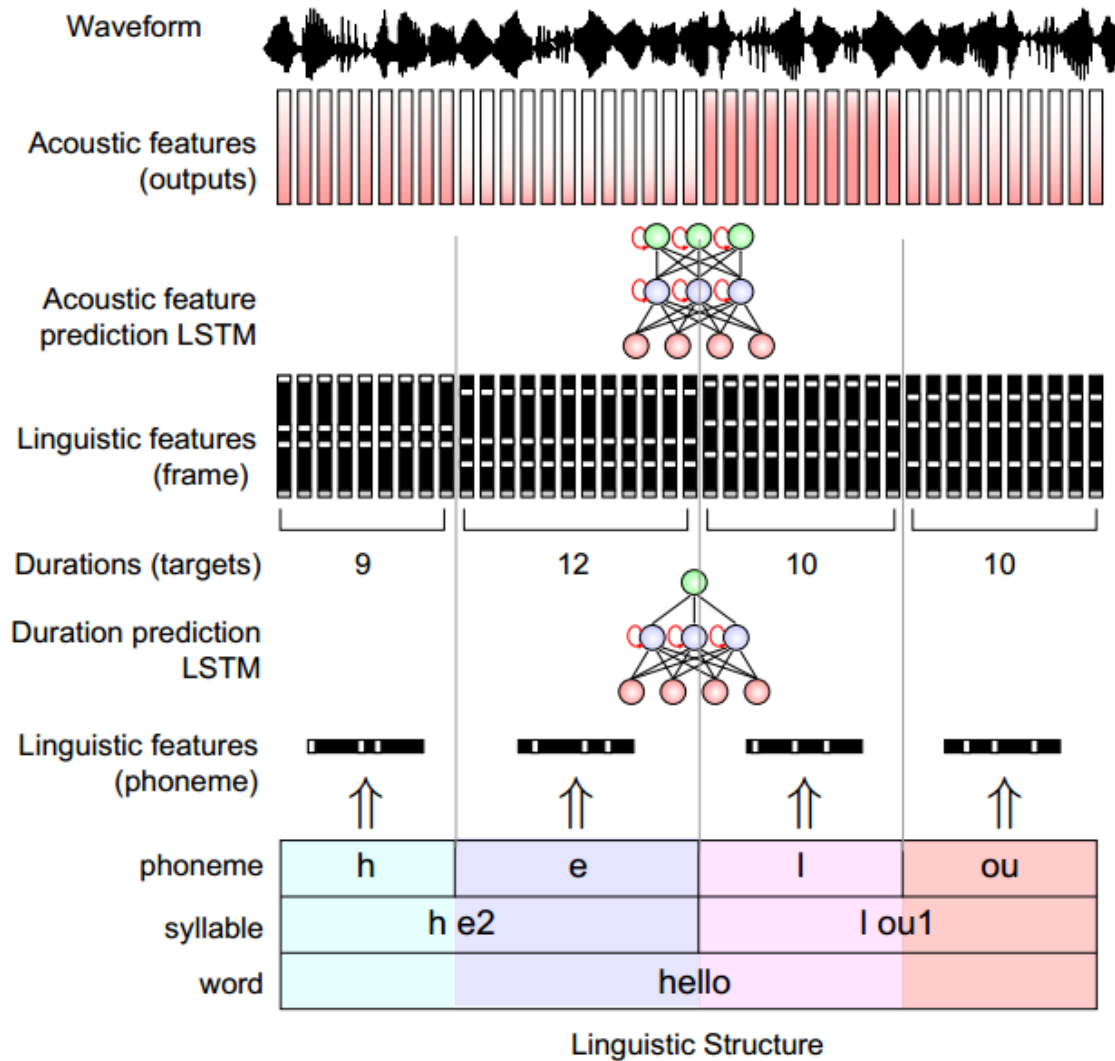 Waveform
Acoustic features
(outputs)
Acoustic feature
prediction LSTM
Linguistic features
(frame)
Durations (targets) 9 12 10 10
Duration prediction
LSTM
Linguistic features
(phoneme)
phoneme h e l ou
syllable h e2 l ou1
word hello
Linguistic Structure